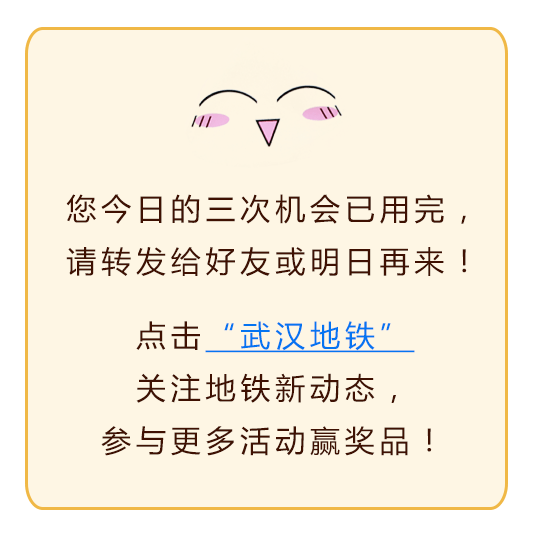 您今日的三次机会已用完，
请转发给好友或明日再来！
点击“武汉地铁”
关注地铁新动态，
参与更多活动赢奖品！